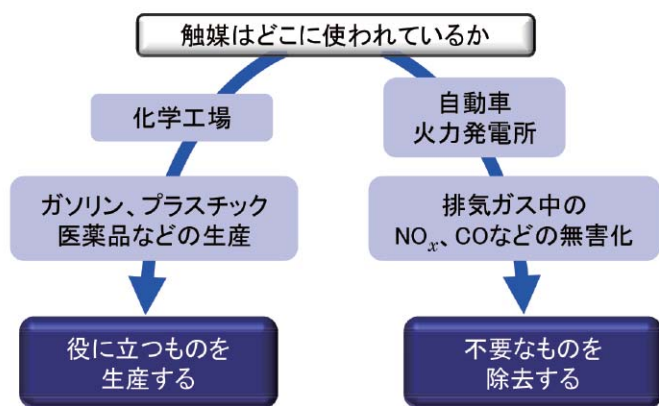 触媒はどこに使われているか
化学工場
自動車
火力発電所
ガソリン、プラスチック
医薬品などの生産
排気ガス中の
NOx、COなどの無害化
役に立つものを
生産する
不要なものを
除去する